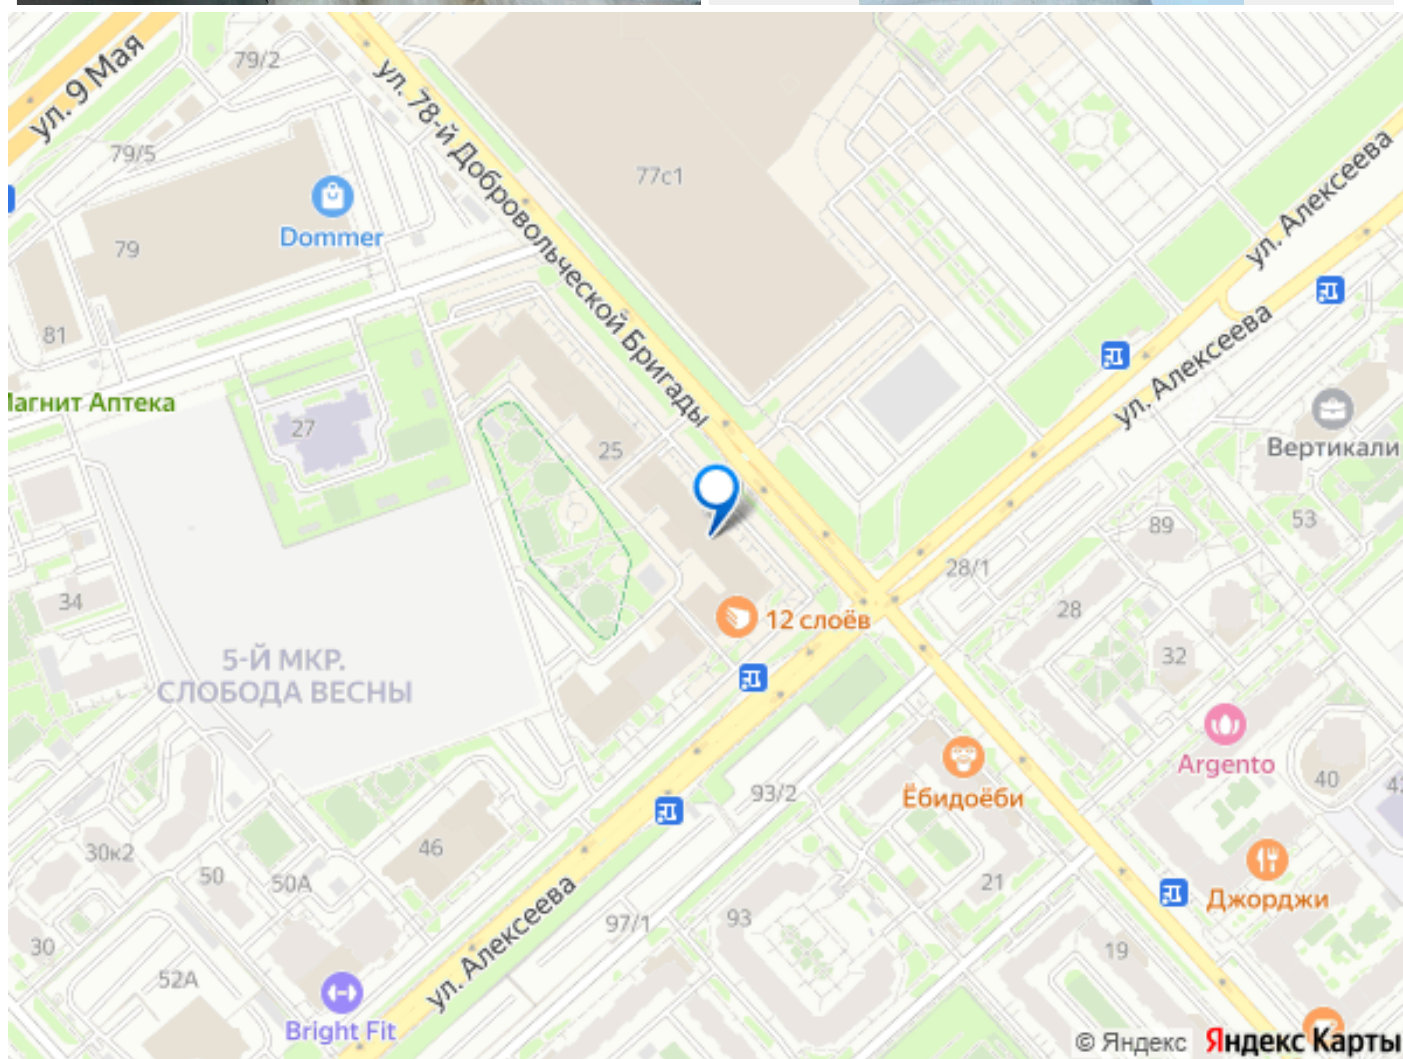 ул. 9 Мая
79/2
ул. 78-й Добровольческой Бригады
79/5
77с1
ул. Алексеева
79
Dommer
81
ул. Алексеева
агнит Аптека
27
25
Вертикали
53
89
28/1
34
28
12 слоёв
32
5-Й МКР.
СЛОБОДА ВЕСНЫ
Argento
40
93/2
Ёбидоёби
46
30к2
50
50А
21
Джорджи
93
97/1
ул. Алексеева
30
19
52А
Bright Fit
© Яндекс
Яндекс Карты